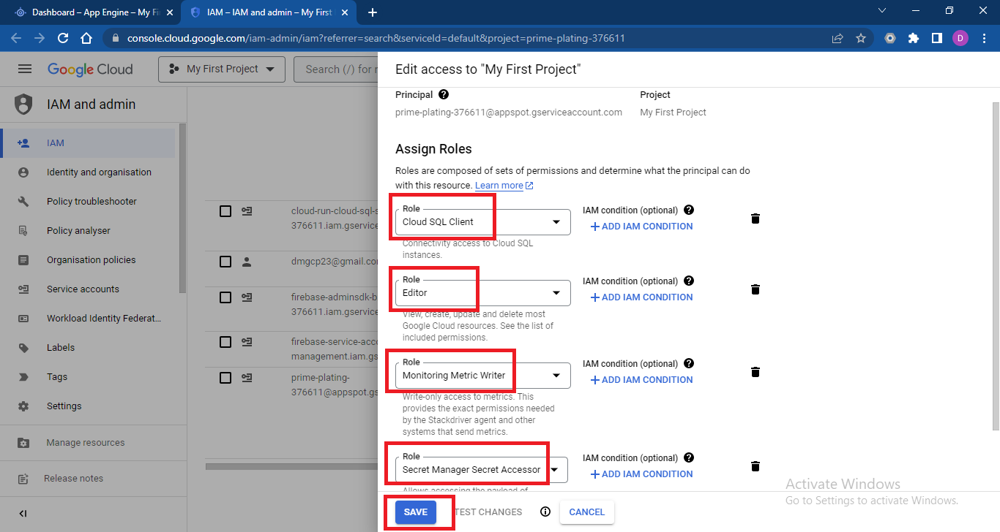 Dashboard – App Engine – My Fi
IAM – IAM and admin – My First
console.cloud.google.com/iam-admin/iam?referrer=search&serviceId=default&project=prime-plating-376611
D
Google Cloud
My First Project
Search (/) for r
IAM and admin
IAM
Identity and organisation
Policy troubleshooter
Policy analyser
Organisation policies
Service accounts
Workload Identity Federat...
Labels
Tags
Settings
Manage resources
Release notes
cloud-run-cloud-sql-s
376611.iam.gservice
dmgcp23@gmail.co
firebase-adminsdk-b
376611.iam.gservice
firebase-service-acco
management.iam.gs
prime-plating-
376611@appspot.gs
Edit access to "My First Project"
Principal
Project
prime-plating-376611@appspot.gserviceaccount.com
My First Project
Assign Roles
Roles are composed of sets of permissions and determine what the principal can do
with this resource. Learn more
Role
Cloud SQL Client
IAM condition (optional)
ADD IAM CONDITION
Connectivity access to Cloud SQL
instances.
Role
Editor
IAM condition (optional)
ADD IAM CONDITION
View, create, update and delete most
Google Cloud resources. See the list of
included permissions.
Role
Monitoring Metric Writer
IAM condition (optional)
ADD IAM CONDITION
Write-only access to metrics. This
provides the exact permissions needed
by the Stackdriver agent and other
systems that send metrics.
Role
Secret Manager Secret Accessor
IAM condition (optional)
ADD IAM CONDITION
Allows accessing the payload of
SAVE
TEST CHANGES
CANCEL
Activate Windows
Go to Settings to activate Windows.